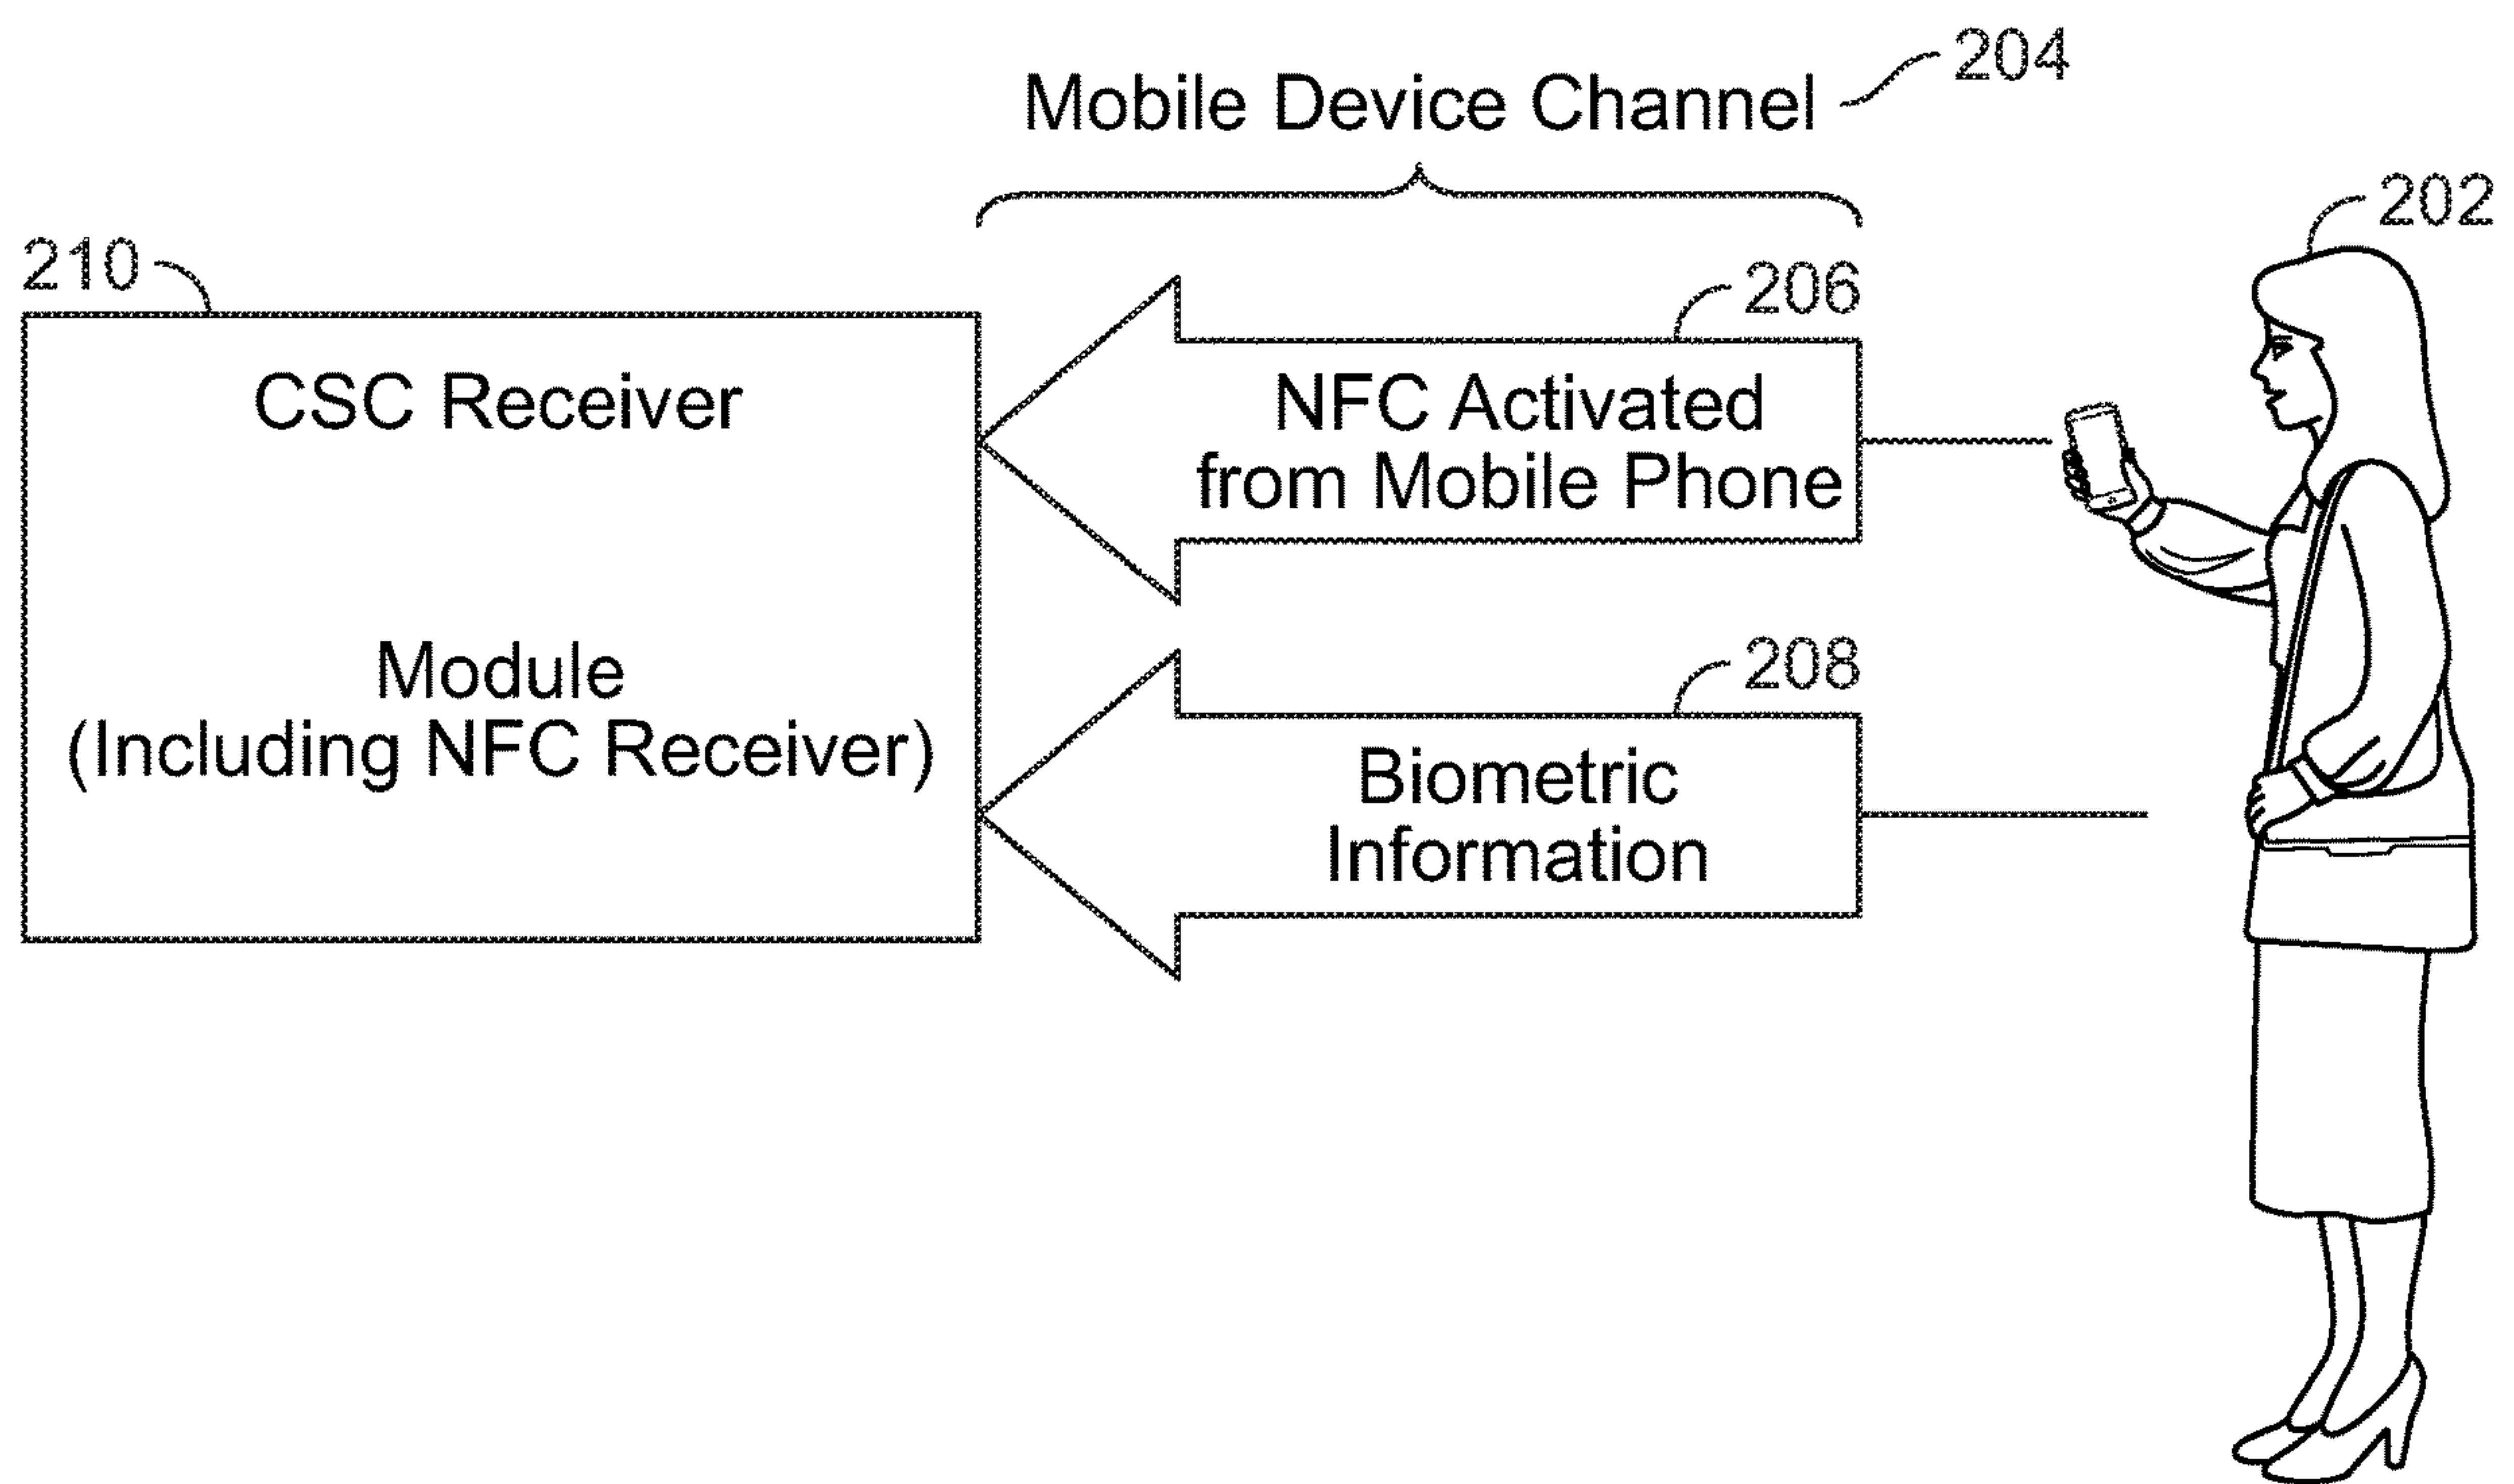 Mobile Device Channel
204
202
210
CSC Receiver
Module
(Including NFC Receiver)
206
NFC Activated
from Mobile Phone
208
Biometric
Information